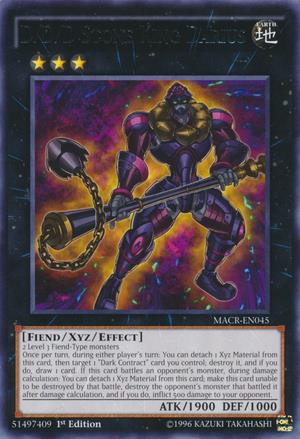 D/D/D Stone King Darius
EARTH
地
MACR-EN045
[FIEND/Xyz/EFFECT]
2 Level 3 Fiend-Type monsters
Once per turn, during either player's turn: You can detach 1 Xyz Material from
this card, then target 1 "Dark Contract" card you control; destroy it, and if you
do, draw 1 card. If this card battles an opponent's monster, during damage
calculation: You can detach 1 Xyz Material from this card; make this card unable
to be destroyed by that battle, destroy the opponent's monster that battled it
after damage calculation, and if you do, inflict 500 damage to your opponent.
ATK/1900 DEF/1000
51497409 1st Edition ©1996 KAZUKI TAKAHASHI